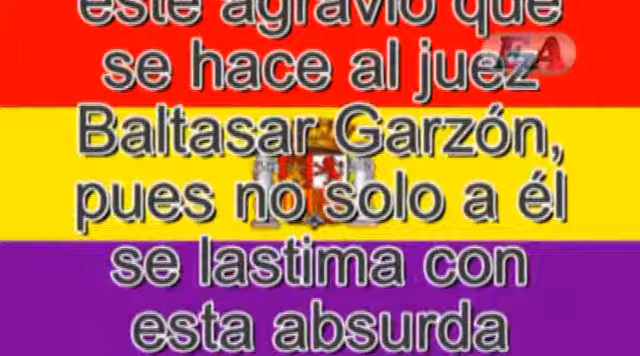 este agravio que
se hace al juez
Baltasar Garzón,
pues no solo a él
se lastima con
esta absurda